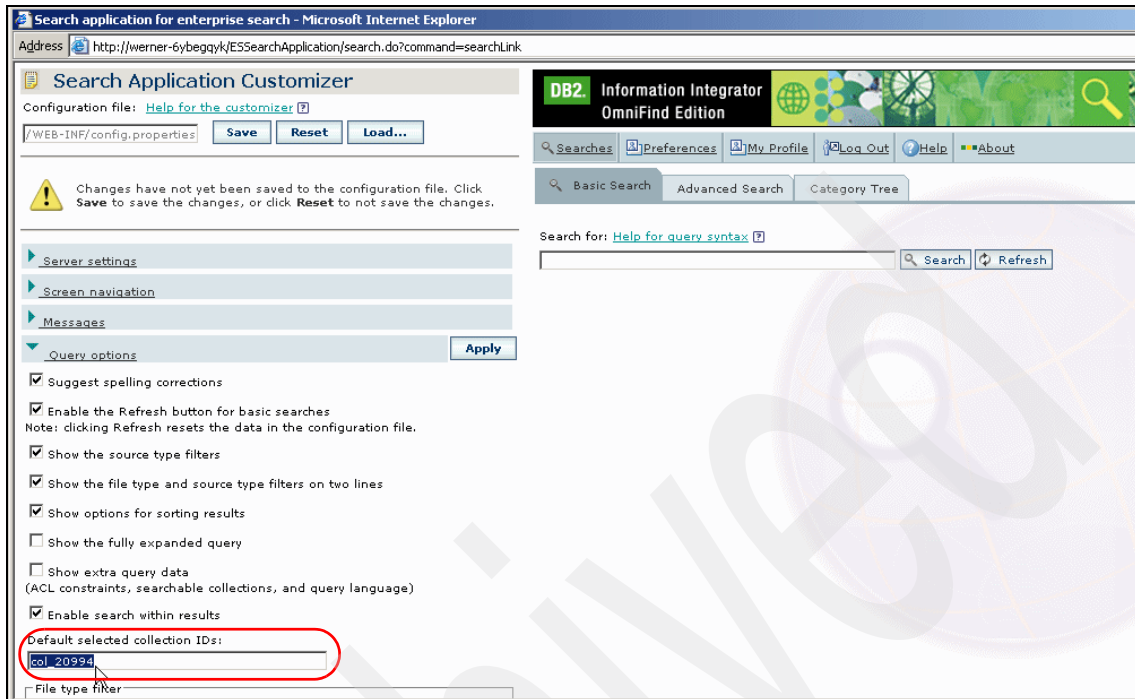 Search application for enterprise search - Microsoft Internet Explorer
Address http://werner-6ybegqyk/ESSearchApplication/search.do?command=searchLink
Search Application Customizer
Configuration file: Help for the customizer ?
/WEB-INF/config.properties Save Reset Load...
Changes have not yet been saved to the configuration file. Click
Save to save the changes, or click Reset to not save the changes.
Server settings
Screen navigation
Messages
Query options Apply
Suggest spelling corrections
Enable the Refresh button for basic searches
Note: clicking Refresh resets the data in the configuration file.
Show the source type filters
Show the file type and source type filters on two lines
Show options for sorting results
Show the fully expanded query
Show extra query data
(ACL constraints, searchable collections, and query language)
Enable search within results
Default selected collection IDs:
col_20994
File type filter
DB2. Information Integrator
OmniFind Edition
Searches Preferences My Profile Log Out Help About
Basic Search Advanced Search Category Tree
Search for: Help for query syntax ?
Search Refresh
hived